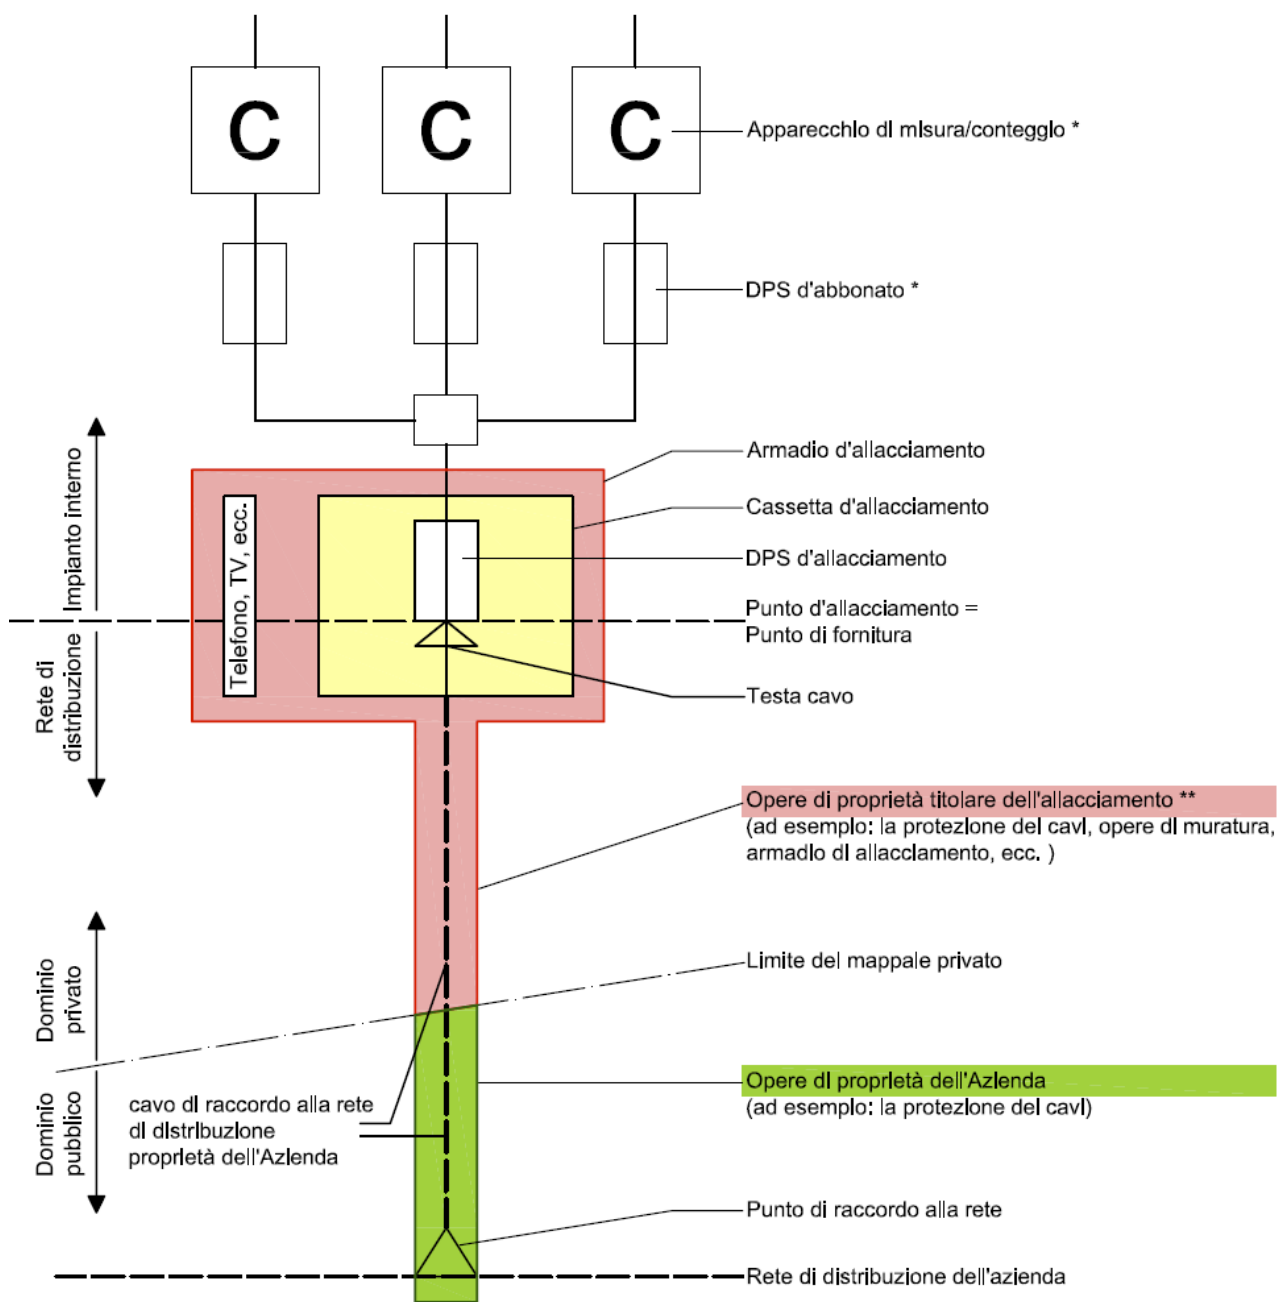 C C C
Apparecchio di misura/conteggio *
DPS d'abbonato *
Armadio d'allacciamento
Cassetta d'allacciamento
DPS d'allacciamento
Punto d'allacciamento =
Punto di fornitura
Testa cavo
Impianto interno
Rete di
distribuzione
Telefono, TV, ecc.
Opere di proprietà titolare dell'allacciamento **
(ad esempio: la protezione dei cavi, opere di muratura,
armadio di allacciamento, ecc. )
Limite del mappale privato
Dominio
privato
Dominio
pubblico
cavo di raccordo alla rete
di distribuzione
proprietà dell'Azienda
Opere di proprietà dell'Azienda
(ad esempio: la protezione dei cavi)
Punto di raccordo alla rete
Rete di distribuzione dell'azienda